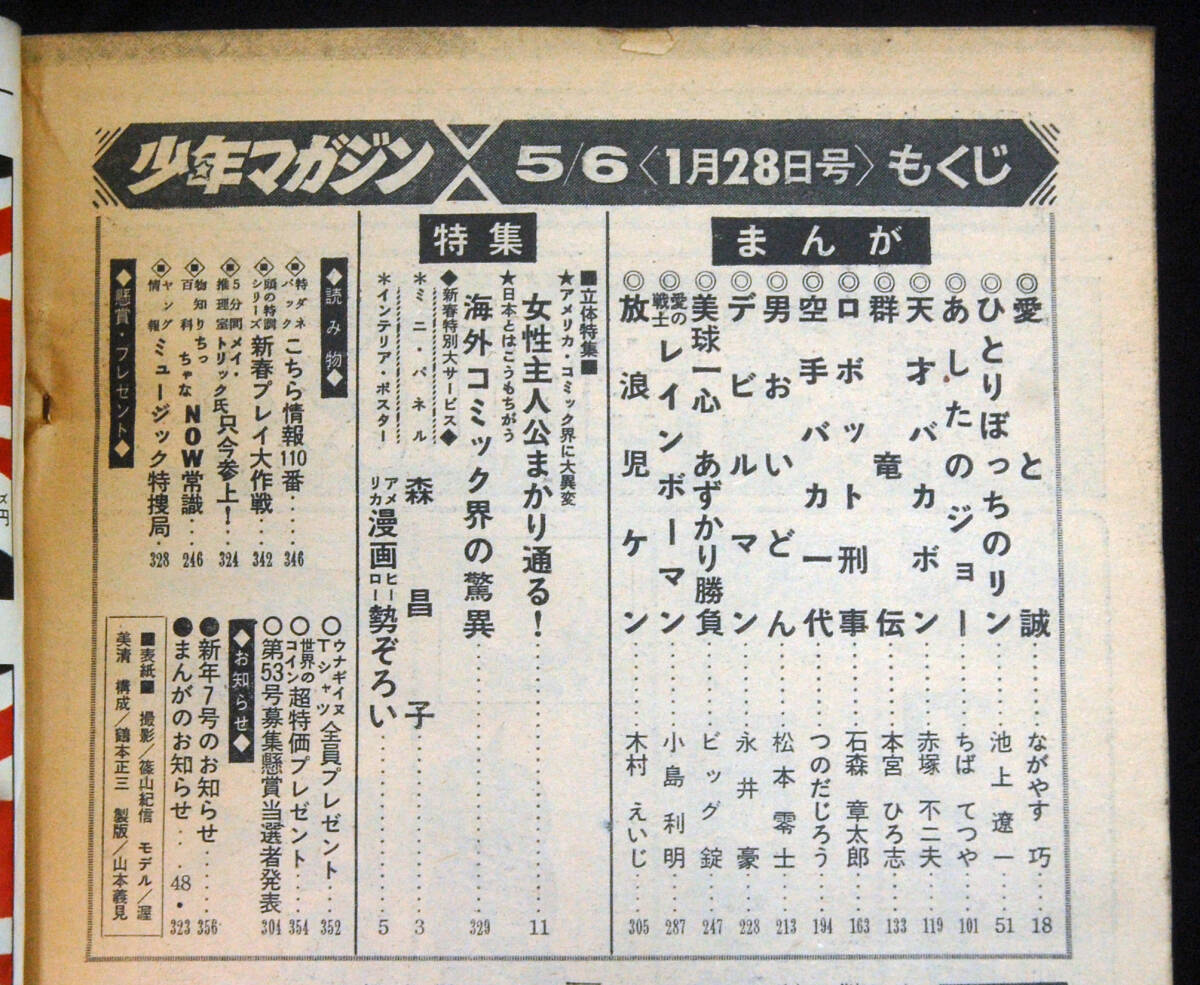 少年マガジン 5/6〈1月28日号〉もくじ
まんが
◎愛と誠 ながやす 巧 18
◎ひとりぼっちのリン 池上遼一 51
◎あしたのジョー ちば てつや 101
◎天才バカボン 赤塚 不二夫 119
◎群竜伝 本宮 ひろ志 133
◎ロボット刑事 石森 章太郎 163
◎空手バカ一代 つのだじろう 194
◎男おいどん 松本零士 213
◎デビルマン 永井 豪 228
◎美球一心 あずかり勝負 ビッグ 錠 247
◎愛の戦士 レインボーマン 小島利明 287
◎放浪児ケン 木村 えいじ 305
特集
■立体特集■
★アメリカ・コミック界に大異変
女性主人公まかり通る! 11
★日本とはこうもちがう
海外コミック界の驚異 329
◆新春特別大サービス◆
*ミニ・パネル 森 昌子 3
*インテリア・ポスター アメリカ漫画ヒーロー勢ぞろい 5
◆読み物◆
◈特ダネパック こちら情報110番 346
◈頭の特訓シリーズ 新春プレイ大作戦 342
◈5分間推理室 メイ・トリック氏只今参上! 324
◈物知り百科 ちっちゃなNOW常識 246
◈ヤング情報 ミュージック特捜局 328
◆懸賞・プレゼント◆
○ウナギイヌTシャツ 全員プレゼント 352
○世界のコイン 超特価プレゼント 354
○第53号募集懸賞当選者発表 304
◆お知らせ◆
●新年7号のお知らせ 356
●まんがのお知らせ 48・323
■表紙■ 撮影/篠山紀信 モデル/渥
美清 構成/鶴本正三 製版/山本義見
ズ
円